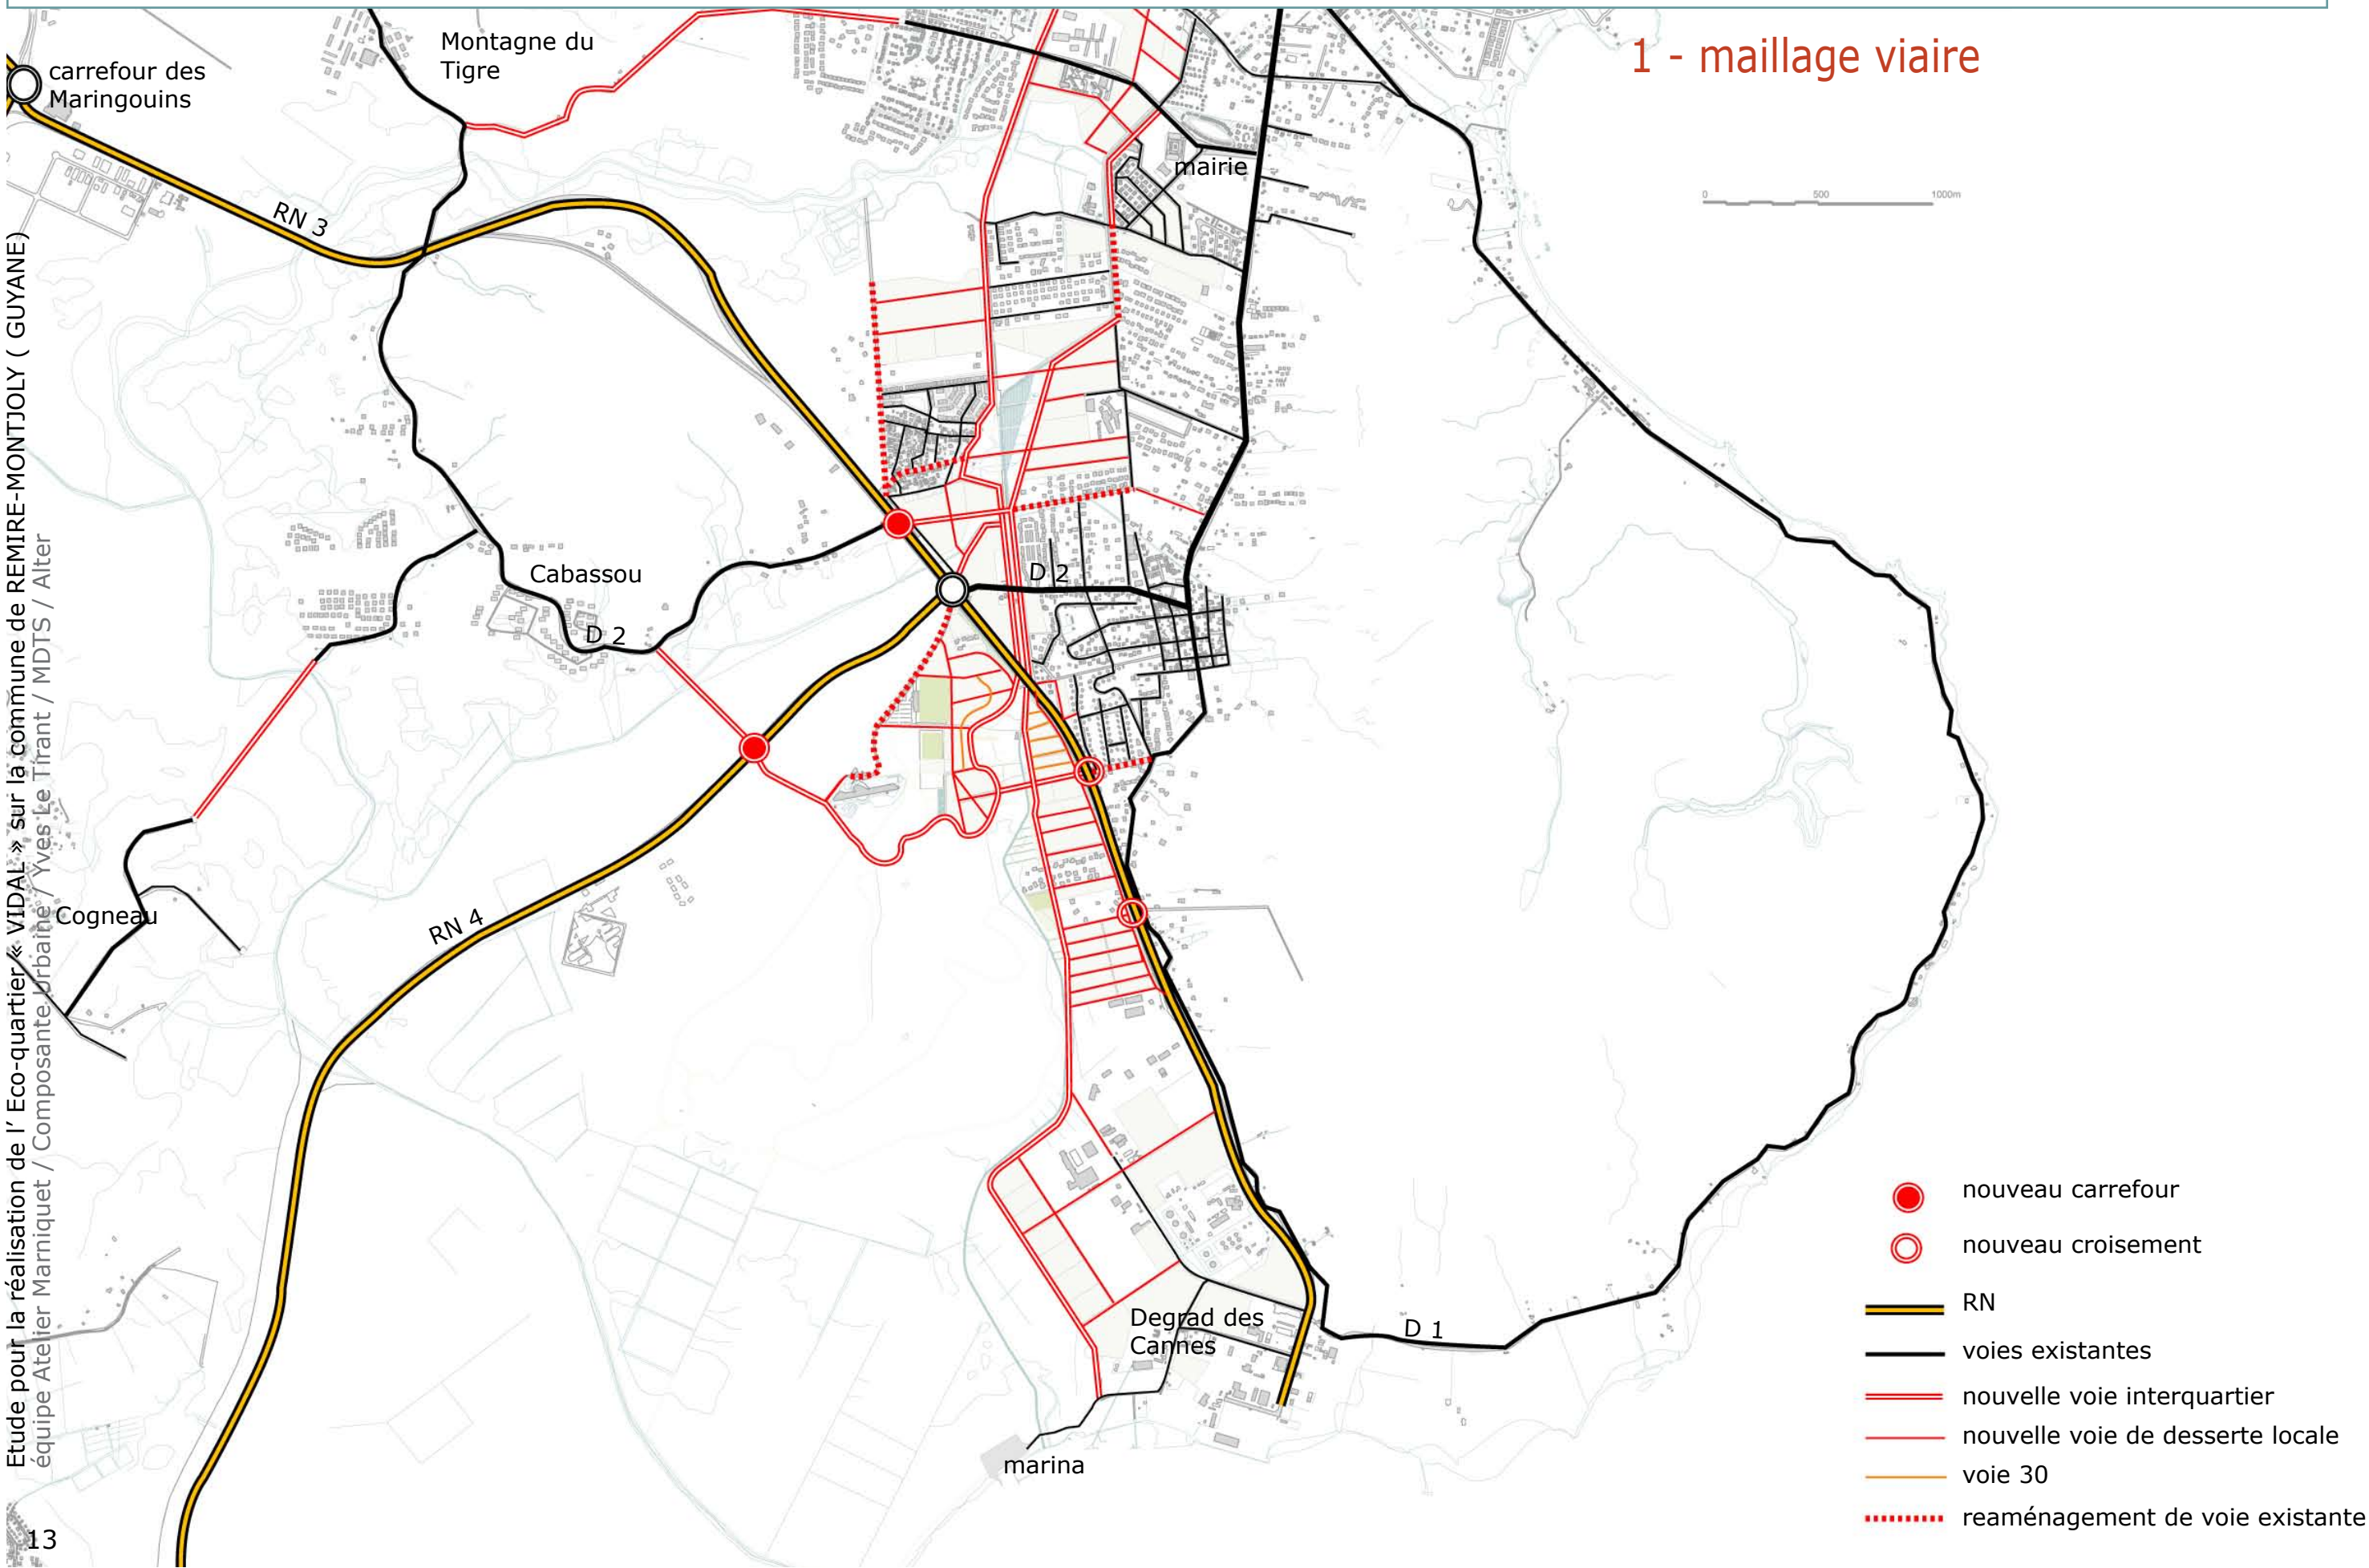 1 - maillage viaire
Montagne du
Tigre
carrefour des
Maringouins
mairie
0 500 1000m
RN 3
D 2
Cabassou
D 2
Cogneau
RN 4
Degrad des
Cannes
D 1
marina
nouveau carrefour
nouveau croisement
RN
voies existantes
nouvelle voie interquartier
nouvelle voie de desserte locale
voie 30
reaménagement de voie existante
Etude pour la réalisation de l' Eco-quartier « VIDAL » sur la commune de REMIRE-MONTJOLY ( GUYANE)
équipe Atelier Marniquet / Composante Urbaine / Yves Le Tirant / MDTS / Alter
13